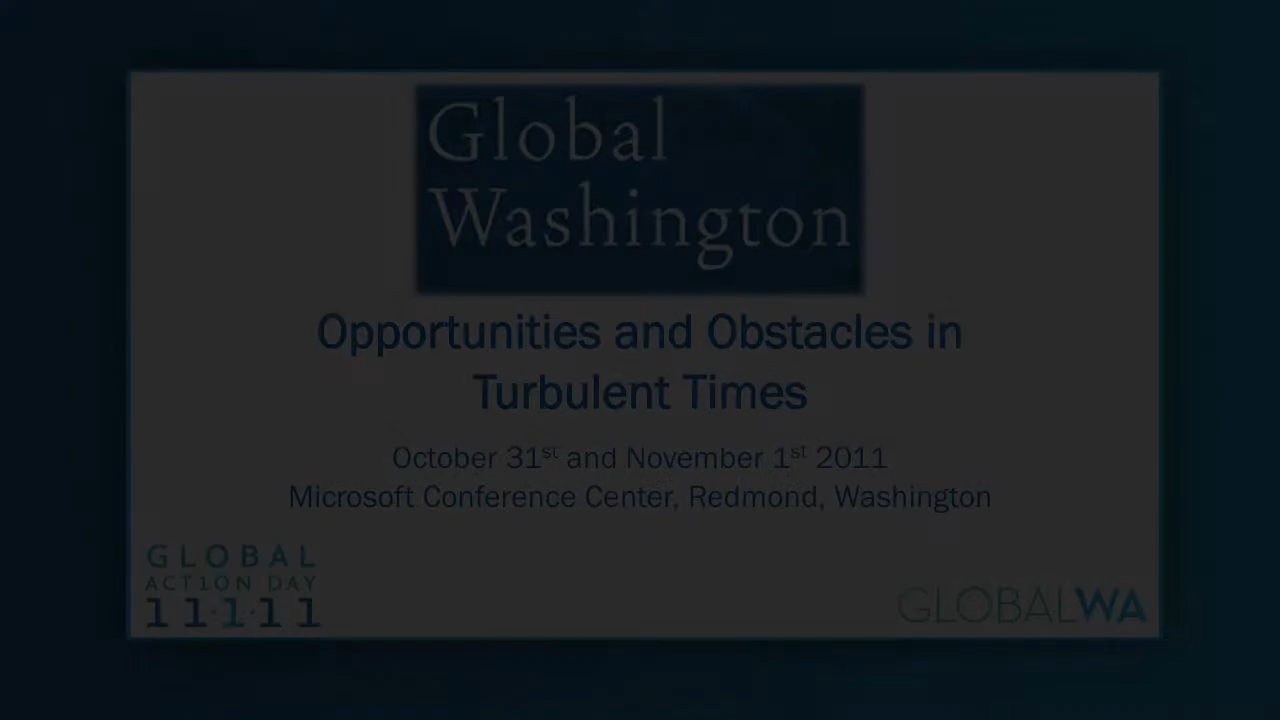 Global
Washington
Opportunities and Obstacles in
Turbulent Times
October 31st and November 1st 2011
Microsoft Conference Center, Redmond, Washington
GLOBAL
ACT1ON DAY
11·1·11
GLOBALWA